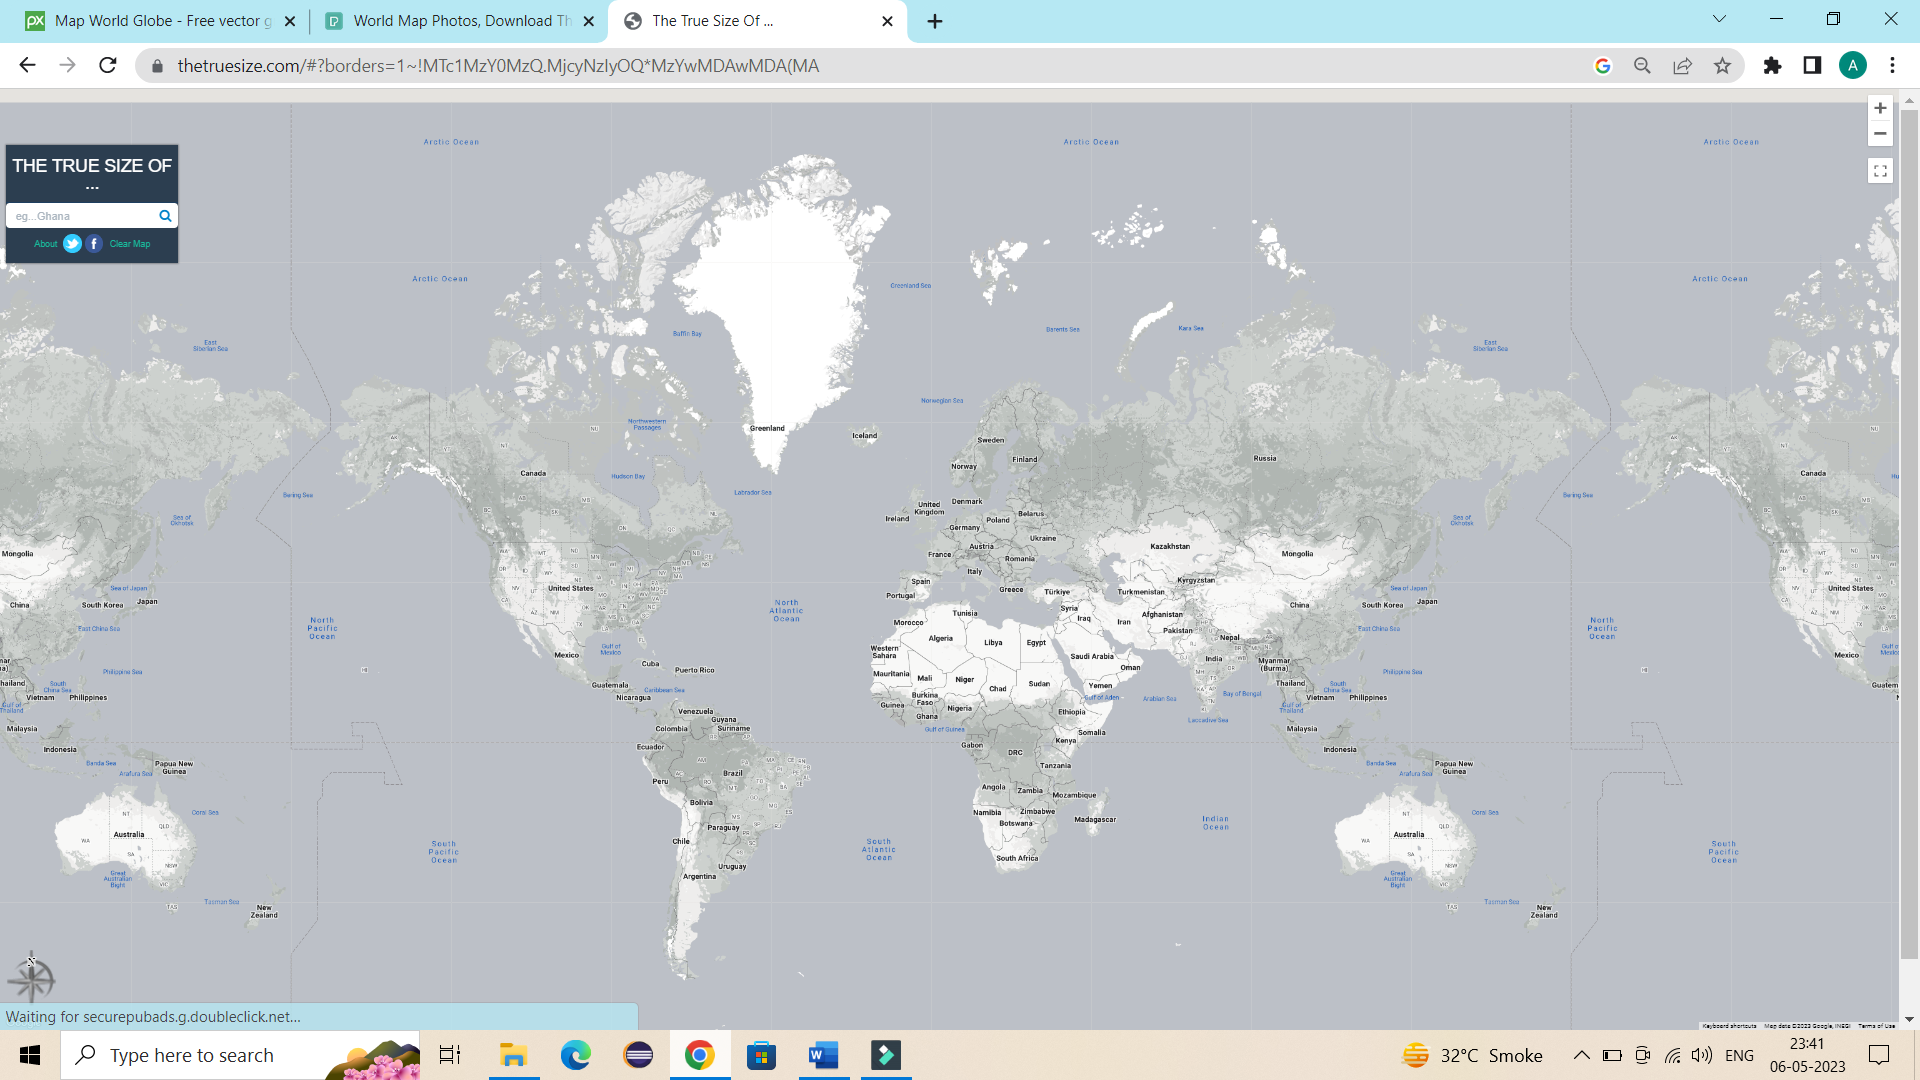 Map World Globe - Free vector g
World Map Photos, Download Th
The True Size Of ...
thetruesize.com/#?borders=1~!MTc1MzY0MzQ.MjcyNzIyOQ*MzYwMDAwMDA(MA
A
THE TRUE SIZE OF
...
eg...Ghana
About
Clear Map
Arctic Ocean
Arctic Ocean
Arctic Ocean
Arctic Ocean
Arctic Ocean
Greenland Sea
Baffin Bay
Barents Sea
Kara Sea
East
Siberian Sea
East
Siberian Sea
Norwegian Sea
Northwestern
Passages
Greenland
Iceland
Sweden
Finland
Norway
Russia
Canada
Canada
Hudson Bay
Labrador Sea
Bering Sea
Bering Sea
Sea of
Okhotsk
Sea of
Okhotsk
United
Kingdom
Ireland
Denmark
Belarus
Poland
Germany
Ukraine
Austria
France
Romania
Italy
Spain
Portugal
Greece
Türkiye
Kazakhstan
Mongolia
Mongolia
Kyrgyzstan
Turkmenistan
China
China
South Korea
Japan
South Korea
Japan
Sea of Japan
Sea of Japan
East China Sea
East China Sea
United States
United States
North
Pacific
Ocean
North
Atlantic
Ocean
North
Pacific
Ocean
Tunisia
Morocco
Algeria
Libya
Egypt
Syria
Iraq
Iran
Afghanistan
Pakistan
Nepal
India
Myanmar
(Burma)
Western
Sahara
Mauritania
Mali
Niger
Chad
Sudan
Saudi Arabia
Oman
Yemen
Gulf of Aden
Arabian Sea
Bay of Bengal
Laccadive Sea
Mexico
Mexico
Gulf of
Mexico
Cuba
Puerto Rico
Guatemala
Nicaragua
Caribbean Sea
HI
HI
Philippine Sea
Philippine Sea
South
China Sea
South
China Sea
Thailand
Vietnam
Philippines
Vietnam
Philippines
Gulf of
Thailand
Gulf of
Thailand
Malaysia
Malaysia
Indonesia
Indonesia
Burkina
Faso
Guinea
Ghana
Nigeria
Gulf of Guinea
Ethiopia
Somalia
Kenya
Gabon
DRC
Tanzania
Angola
Zambia
Mozambique
Namibia
Zimbabwe
Botswana
Madagascar
South Africa
Venezuela
Guyana
Suriname
Colombia
Ecuador
Peru
Brazil
Bolivia
Paraguay
Chile
Uruguay
Argentina
Banda Sea
Arafura Sea
Papua New
Guinea
Banda Sea
Arafura Sea
Papua New
Guinea
Coral Sea
Coral Sea
NT
QLD
WA
Australia
SA
NSW
VIC
TAS
NT
QLD
WA
Australia
SA
NSW
VIC
TAS
Great
Australian
Bight
Great
Australian
Bight
Tasman Sea
Tasman Sea
New
Zealand
New
Zealand
South
Pacific
Ocean
South
Atlantic
Ocean
Indian
Ocean
South
Pacific
Ocean
N
Keyboard shortcuts
Map data ©2023 Google, INEGI
Terms of Use
Waiting for securepubads.g.doubleclick.net...
Type here to search
32°C Smoke
ENG
23:41
06-05-2023